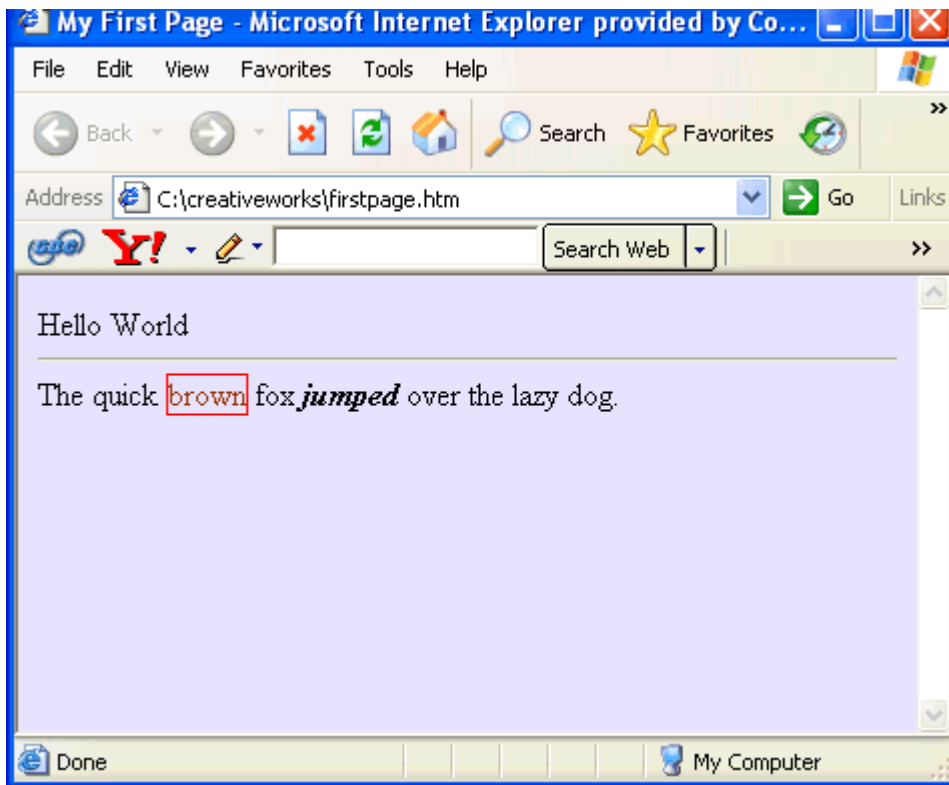 My First Page - Microsoft Internet Explorer provided by Co...
File Edit View Favorites Tools Help
Back Search Favorites »
Address C:\creativeworks\firstpage.htm Go Links
Y! Search Web »
Hello World
The quick brown fox jumped over the lazy dog.
Done My Computer